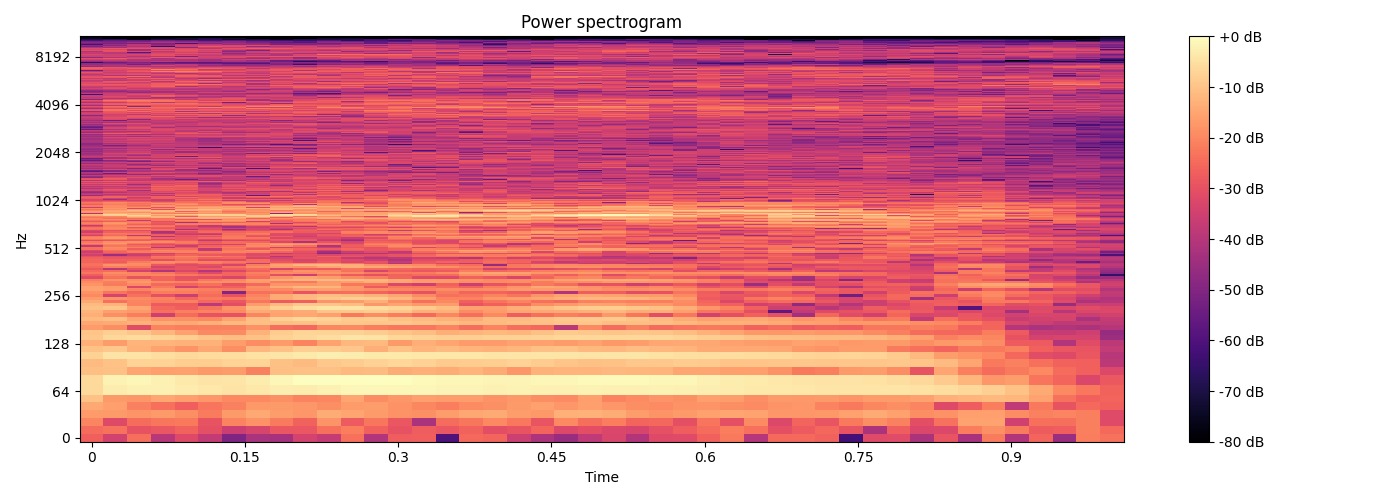 Power spectrogram
Hz
8192
4096
2048
1024
512
256
128
64
0
0 0.15 0.3 0.45 0.6 0.75 0.9
Time
+0 dB
-10 dB
-20 dB
-30 dB
-40 dB
-50 dB
-60 dB
-70 dB
-80 dB